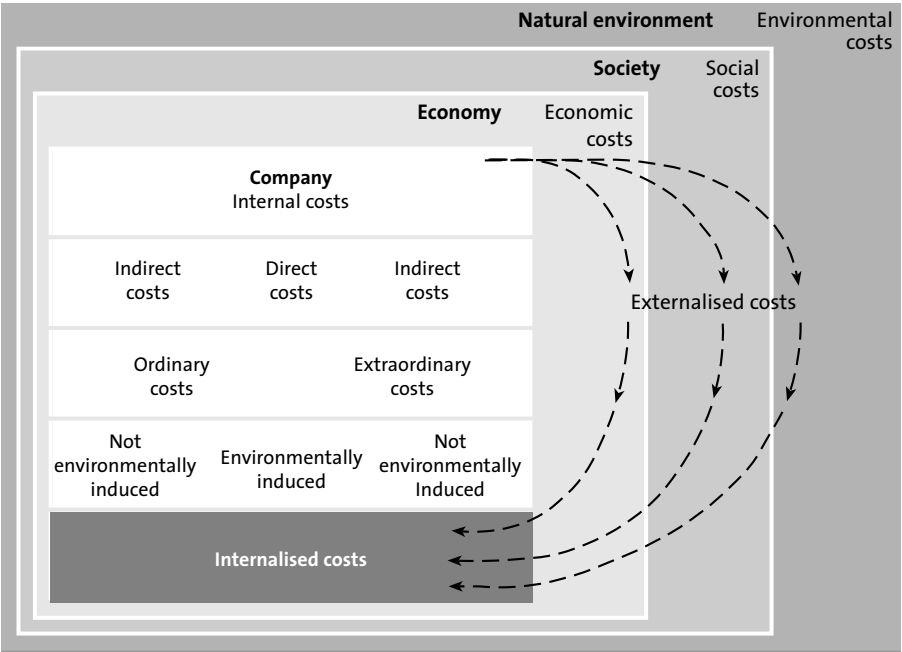 Natural environment
Environmental
costs
Society
Social
costs
Economy
Economic
costs
Company
Internal costs
Indirect
costs
Direct
costs
Indirect
costs
Externalised costs
Ordinary
costs
Extraordinary
costs
Not
environmentally
induced
Environmentally
induced
Not
environmentally
Induced
Internalised costs